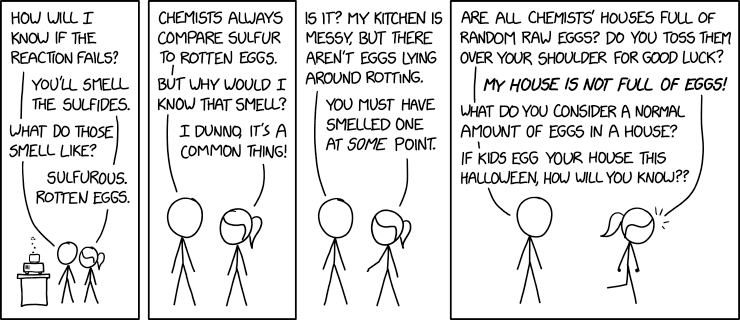 HOW WILL I
KNOW IF THE
REACTION FAILS?
YOU'LL SMELL
THE SULFIDES.
WHAT DO THOSE
SMELL LIKE?
SULFUROUS.
ROTTEN EGGS.
CHEMISTS ALWAYS
COMPARE SULFUR
TO ROTTEN EGGS.
BUT WHY WOULD I
KNOW THAT SMELL?
I DUNNO, IT'S A
COMMON THING!
IS IT? MY KITCHEN IS
MESSY, BUT THERE
AREN'T EGGS LYING
AROUND ROTTING.
YOU MUST HAVE
SMELLED ONE
AT SOME POINT.
ARE ALL CHEMISTS' HOUSES FULL OF
RANDOM RAW EGGS? DO YOU TOSS THEM
OVER YOUR SHOULDER FOR GOOD LUCK?
MY HOUSE IS NOT FULL OF EGGS!
WHAT DO YOU CONSIDER A NORMAL
AMOUNT OF EGGS IN A HOUSE?
IF KIDS EGG YOUR HOUSE THIS
HALLOWEEN, HOW WILL YOU KNOW??